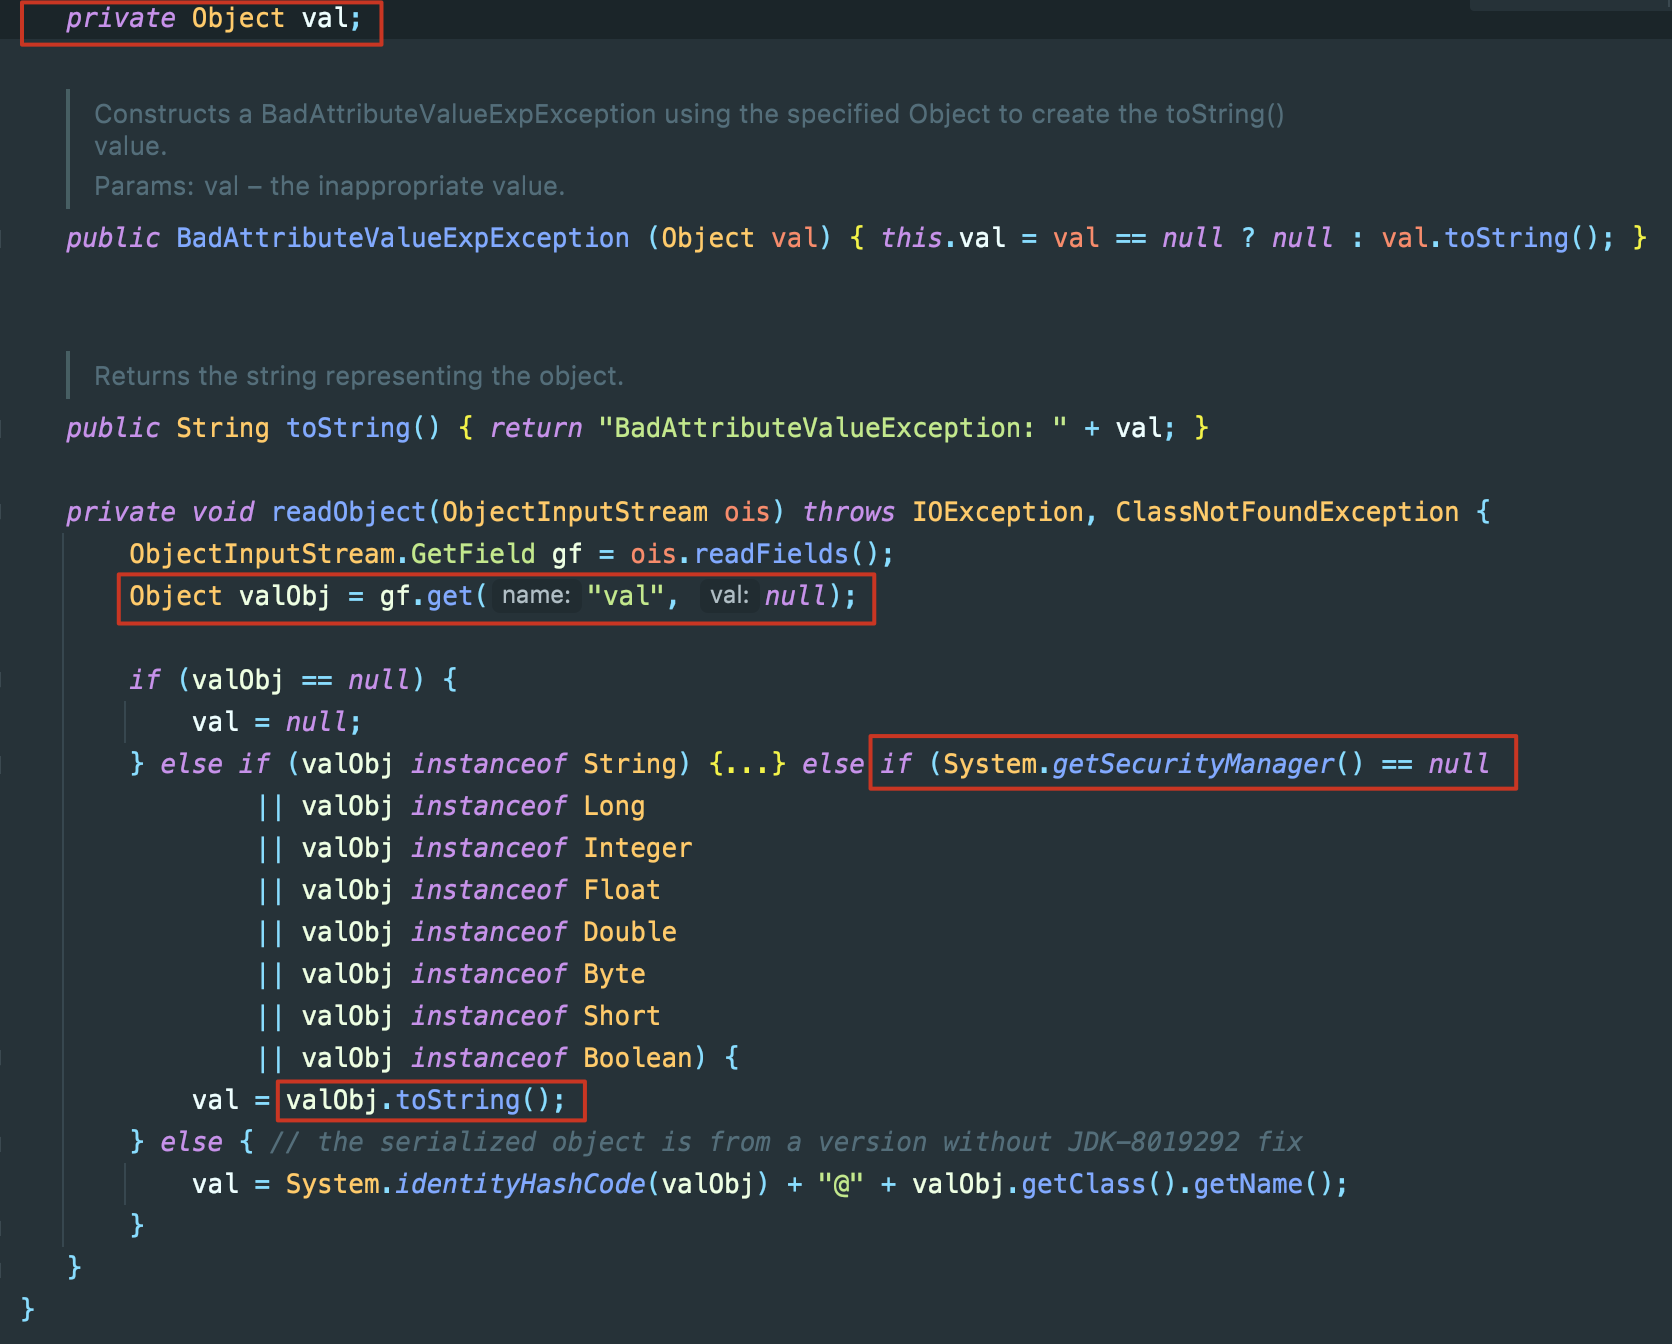 private Object val;
Constructs a BadAttributeValueExpException using the specified Object to create the toString()
value.
Params: val – the inappropriate value.
public BadAttributeValueExpException (Object val) { this.val = val == null ? null : val.toString(); }
Returns the string representing the object.
public String toString() { return "BadAttributeValueException: " + val; }
private void readObject(ObjectInputStream ois) throws IOException, ClassNotFoundException {
ObjectInputStream.GetField gf = ois.readFields();
Object valObj = gf.get( name: "val", val: null);
if (valObj == null) {
val = null;
} else if (valObj instanceof String) {...} else if (System.getSecurityManager() == null
|| valObj instanceof Long
|| valObj instanceof Integer
|| valObj instanceof Float
|| valObj instanceof Double
|| valObj instanceof Byte
|| valObj instanceof Short
|| valObj instanceof Boolean) {
val = valObj.toString();
} else { // the serialized object is from a version without JDK-8019292 fix
val = System.identityHashCode(valObj) + "@" + valObj.getClass().getName();
}
}
}